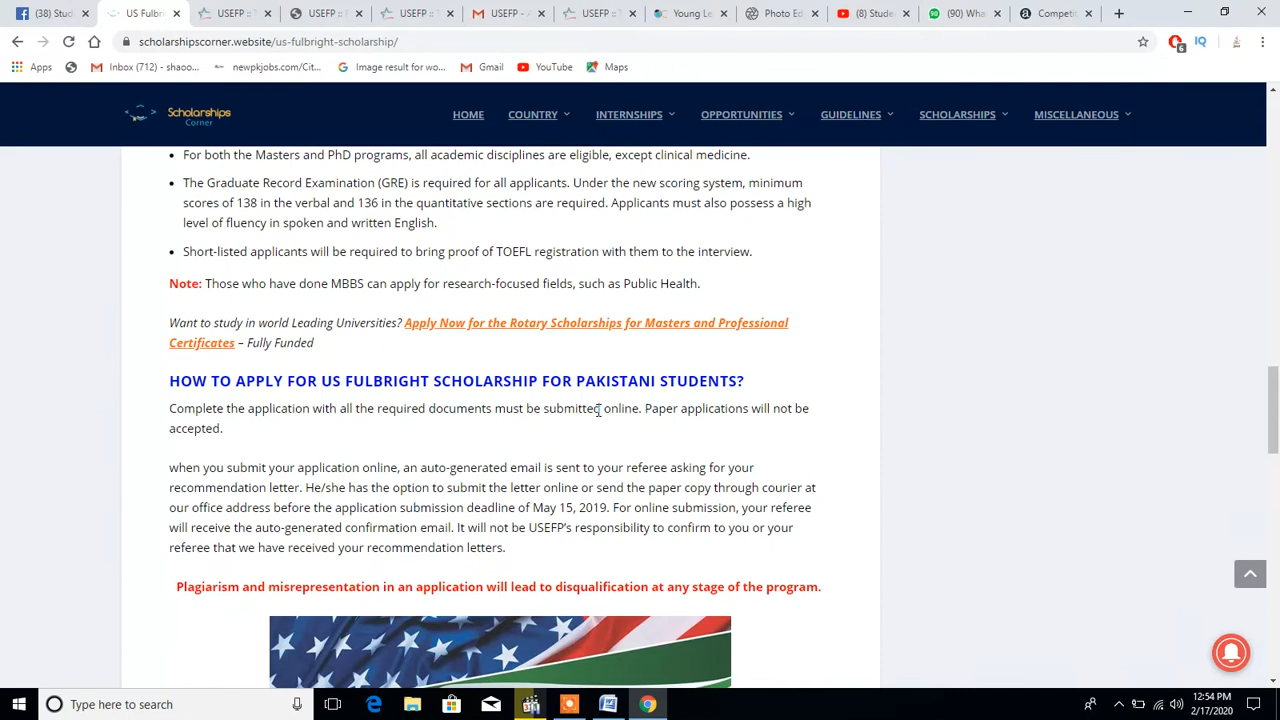 (38) Stud
US Fulbrig
USEFP :: T
USEFP :: F
USEFP :: T
USEFP - A
USEFP :: T
Young Le
Photo Ed
(8) Stude
(90) Wha
Competit
scholarshipscorner.website/us-fulbright-scholarship/
6
Apps
Inbox (712) - shaoo...
newpkjobs.com/Cit...
Image result for wo...
Gmail
YouTube
Maps
Scholarships
Corner
HOME COUNTRY INTERNSHIPS OPPORTUNITIES GUIDELINES SCHOLARSHIPS MISCELLANEOUS
• For both the Masters and PhD programs, all academic disciplines are eligible, except clinical medicine.
• The Graduate Record Examination (GRE) is required for all applicants. Under the new scoring system, minimum
scores of 138 in the verbal and 136 in the quantitative sections are required. Applicants must also possess a high
level of fluency in spoken and written English.
• Short-listed applicants will be required to bring proof of TOEFL registration with them to the interview.
Note: Those who have done MBBS can apply for research-focused fields, such as Public Health.
Want to study in world Leading Universities? Apply Now for the Rotary Scholarships for Masters and Professional
Certificates – Fully Funded
HOW TO APPLY FOR US FULBRIGHT SCHOLARSHIP FOR PAKISTANI STUDENTS?
Complete the application with all the required documents must be submitted online. Paper applications will not be
accepted.
when you submit your application online, an auto-generated email is sent to your referee asking for your
recommendation letter. He/she has the option to submit the letter online or send the paper copy through courier at
our office address before the application submission deadline of May 15, 2019. For online submission, your referee
will receive the auto-generated confirmation email. It will not be USEFP's responsibility to confirm to you or your
referee that we have received your recommendation letters.
Plagiarism and misrepresentation in an application will lead to disqualification at any stage of the program.
Type here to search
12:54 PM
2/17/2020